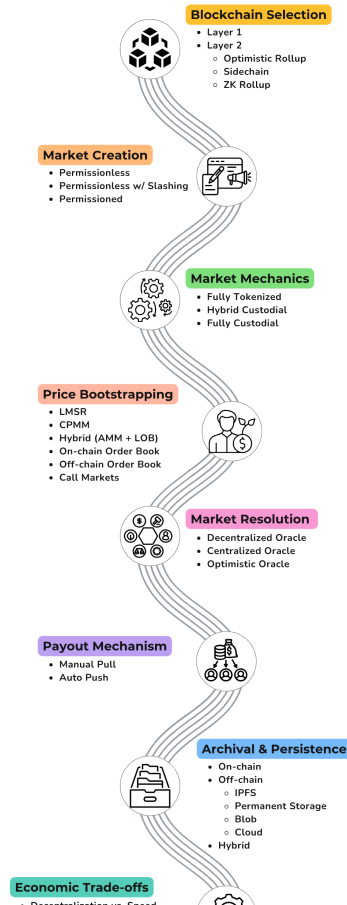 Blockchain Selection
Layer 1
Layer 2
Optimistic Rollup
Sidechain
ZK Rollup
Market Creation
Permissionless
Permissionless w/ Slashing
Permissioned
Market Mechanics
Fully Tokenized
Hybrid Custodial
Fully Custodial
Price Bootstrapping
LMSR
CPMM
Hybrid (AMM + LOB)
On-chain Order Book
Off-chain Order Book
Call Markets
Market Resolution
Decentralized Oracle
Centralized Oracle
Optimistic Oracle
Payout Mechanism
Manual Pull
Auto Push
Archival & Persistence
On-chain
Off-chain
IPFS
Permanent Storage
Blob
Cloud
Hybrid
Economic Trade-offs
Decentralization vs. Speed